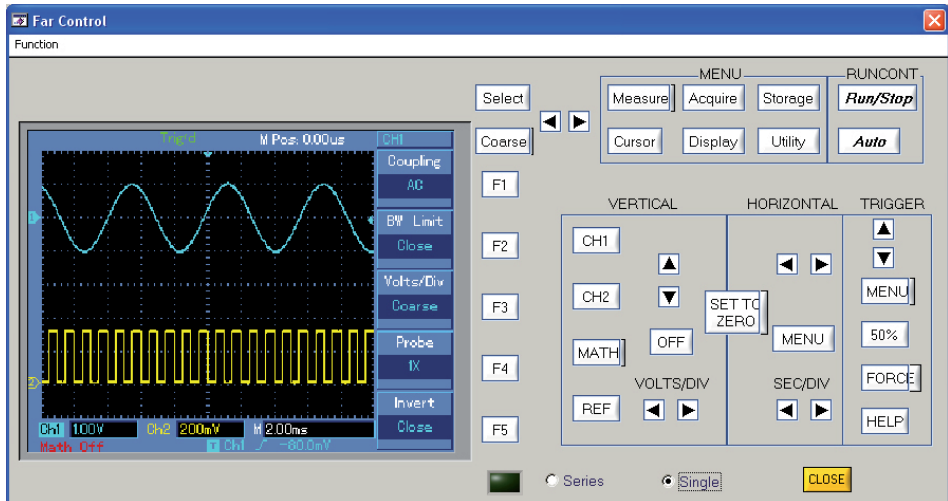 Far Control
Function
Trig'd M Pos: 0.00us CH1
Coupling
AC
BW Limit
Close
Volts/Div
Coarse
Probe
1X
Invert
Close
1
2
Ch1 100V Ch2 200mV M 2.00ms
Math Off T Ch1 -80.0mV
Select
Coarse
F1
F2
F3
F4
F5
MENU
Measure Acquire Storage
Cursor Display Utility
RUNCONT
Run/Stop
Auto
VERTICAL
CH1
CH2
MATH
REF
OFF
VOLTS/DIV
SET TO
ZERO
HORIZONTAL
MENU
SEC/DIV
TRIGGER
MENU
50%
FORCE
HELP
Series
Single
CLOSE